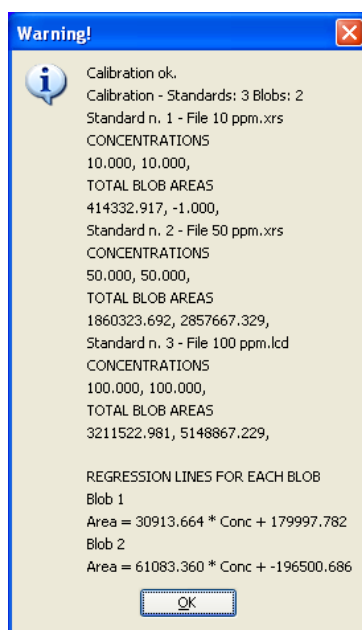 Warning!
Calibration ok.
Calibration - Standards: 3 Blobs: 2
Standard n. 1 - File 10 ppm.xrs
CONCENTRATIONS
10.000, 10.000,
TOTAL BLOB AREAS
414332.917, -1.000,
Standard n. 2 - File 50 ppm.xrs
CONCENTRATIONS
50.000, 50.000,
TOTAL BLOB AREAS
1860323.692, 2857667.329,
Standard n. 3 - File 100 ppm.lcd
CONCENTRATIONS
100.000, 100.000,
TOTAL BLOB AREAS
3211522.981, 5148867.229,
REGRESSION LINES FOR EACH BLOB
Blob 1
Area = 30913.664 * Conc + 179997.782
Blob 2
Area = 61083.360 * Conc + -196500.686
OK